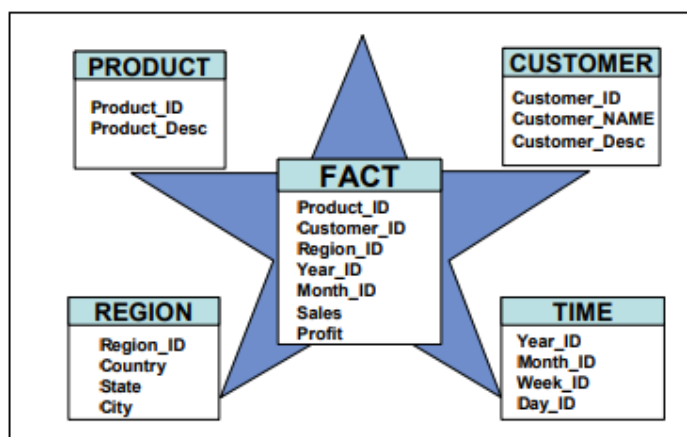 PRODUCT
Product_ID
Product_Desc
CUSTOMER
Customer_ID
Customer_NAME
Customer_Desc
FACT
Product_ID
Customer_ID
Region_ID
Year_ID
Month_ID
Sales
Profit
REGION
Region_ID
Country
State
City
TIME
Year_ID
Month_ID
Week_ID
Day_ID